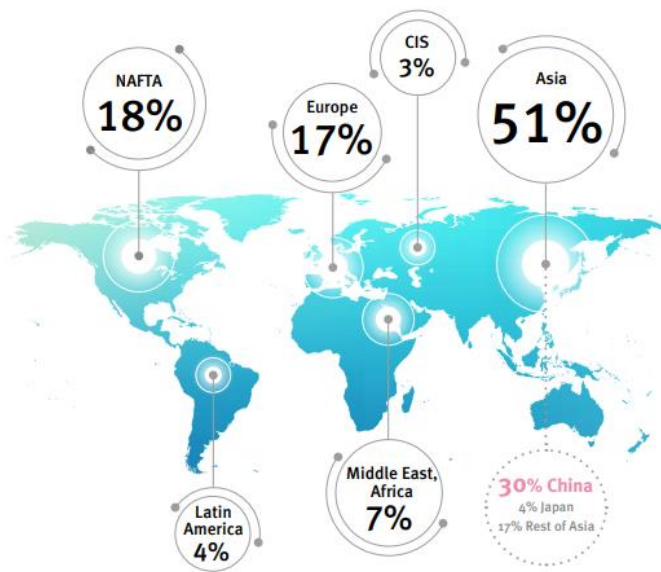 NAFTA
18%
Europe
17%
CIS
3%
Asia
51%
Latin
America
4%
Middle East,
Africa
7%
30% China
4% Japan
17% Rest of Asia